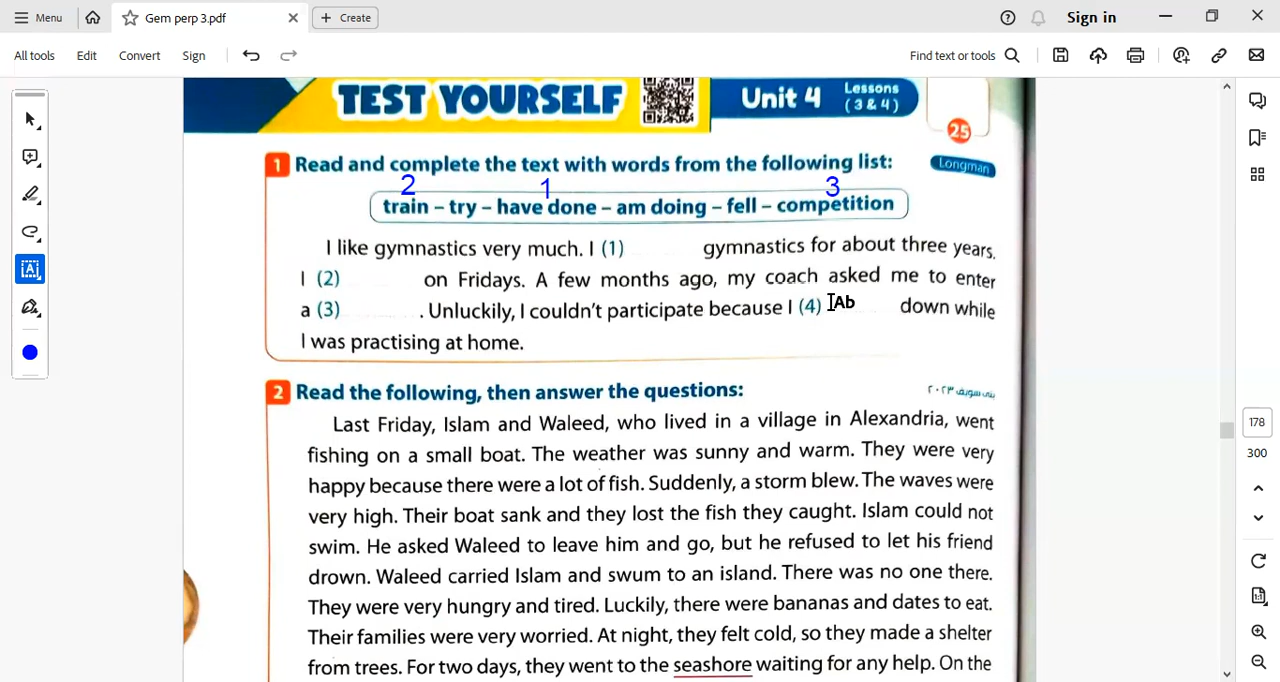 Menu
Gem perp 3.pdf
Create
Sign in
All tools
Edit
Convert
Sign
Find text or tools
TEST YOURSELF
Unit 4
Lessons
(3 & 4)
25
1 Read and complete the text with words from the following list:
Longman
2 1 3
train – try – have done – am doing – fell – competition
I like gymnastics very much. I (1) gymnastics for about three years.
I (2) on Fridays. A few months ago, my coach asked me to enter
a (3) . Unluckily, I couldn't participate because I (4) Ab down while
I was practising at home.
2 Read the following, then answer the questions:
بنى سويف ٢٠٢٣
Last Friday, Islam and Waleed, who lived in a village in Alexandria, went
fishing on a small boat. The weather was sunny and warm. They were very
happy because there were a lot of fish. Suddenly, a storm blew. The waves were
very high. Their boat sank and they lost the fish they caught. Islam could not
swim. He asked Waleed to leave him and go, but he refused to let his friend
drown. Waleed carried Islam and swum to an island. There was no one there.
They were very hungry and tired. Luckily, there were bananas and dates to eat.
Their families were very worried. At night, they felt cold, so they made a shelter
from trees. For two days, they went to the seashore waiting for any help. On the
178
300